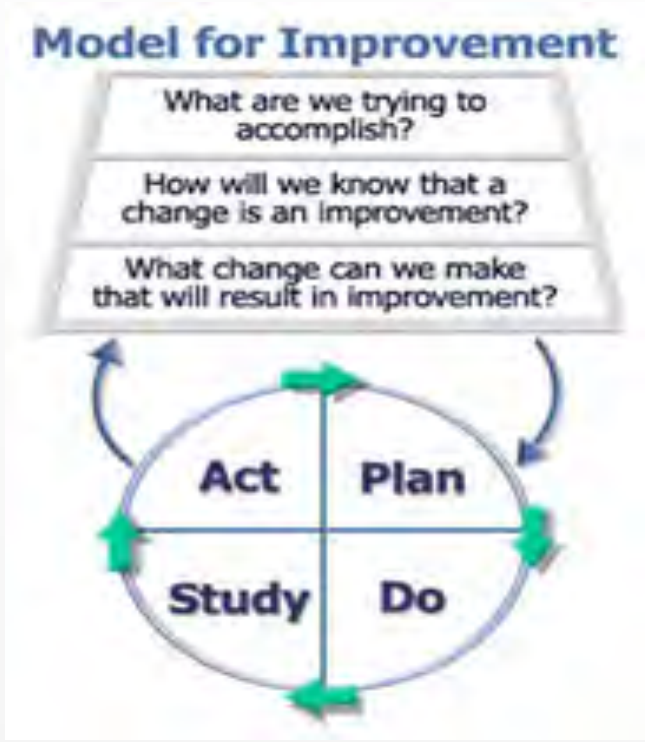 Model for Improvement
What are we trying to
accomplish?
How will we know that a
change is an improvement?
What change can we make
that will result in improvement?
Act
Plan
Study
Do